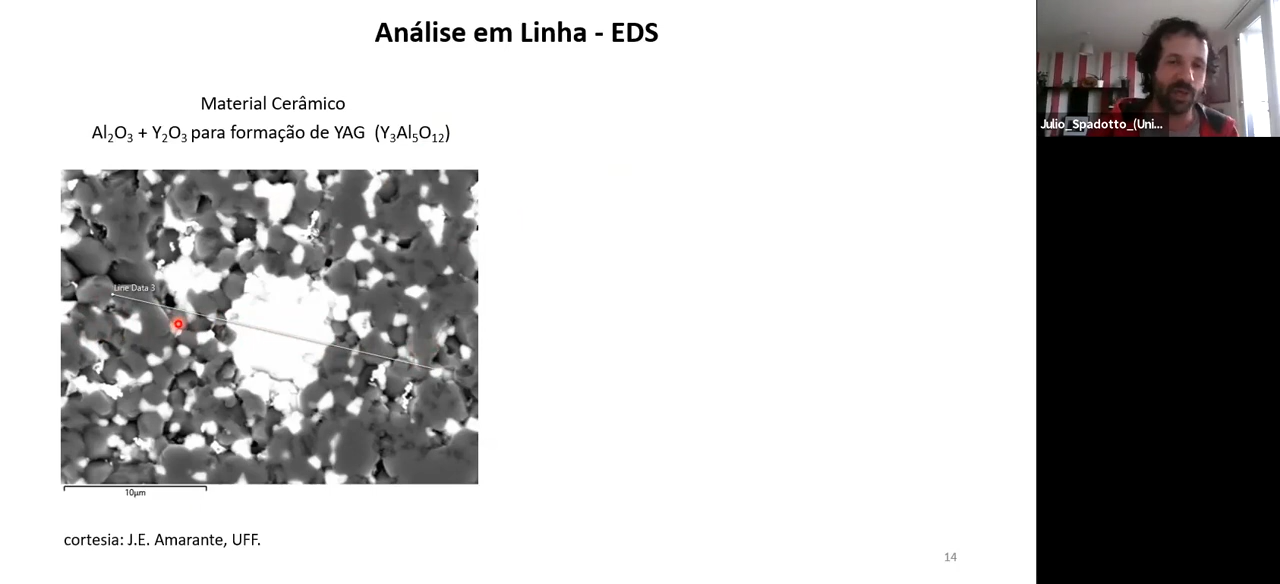 Análise em Linha - EDS
Material Cerâmico
Al₂O₃ + Y₂O₃ para formação de YAG (Y₃Al₅O₁₂)
Line Data 3
10µm
cortesia: J.E. Amarante, UFF.
14
Julio_Spadotto_(Uni...